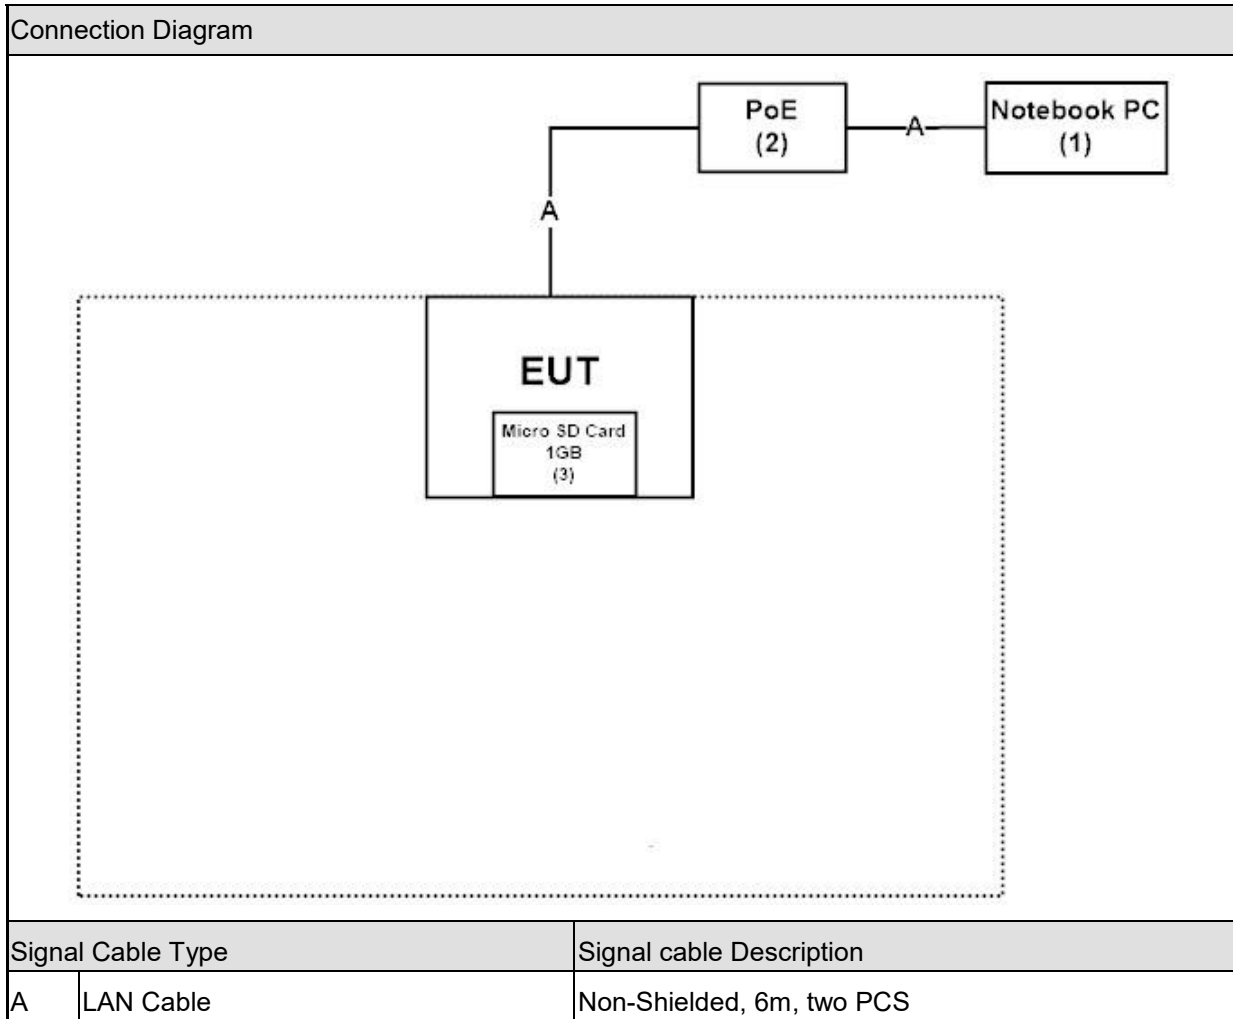 Connection Diagram
PoE
(2)
A
Notebook PC
(1)
A
EUT
Micro SD Card
1GB
(3)
Signal Cable Type
Signal cable Description
A
LAN Cable
Non-Shielded, 6m, two PCS